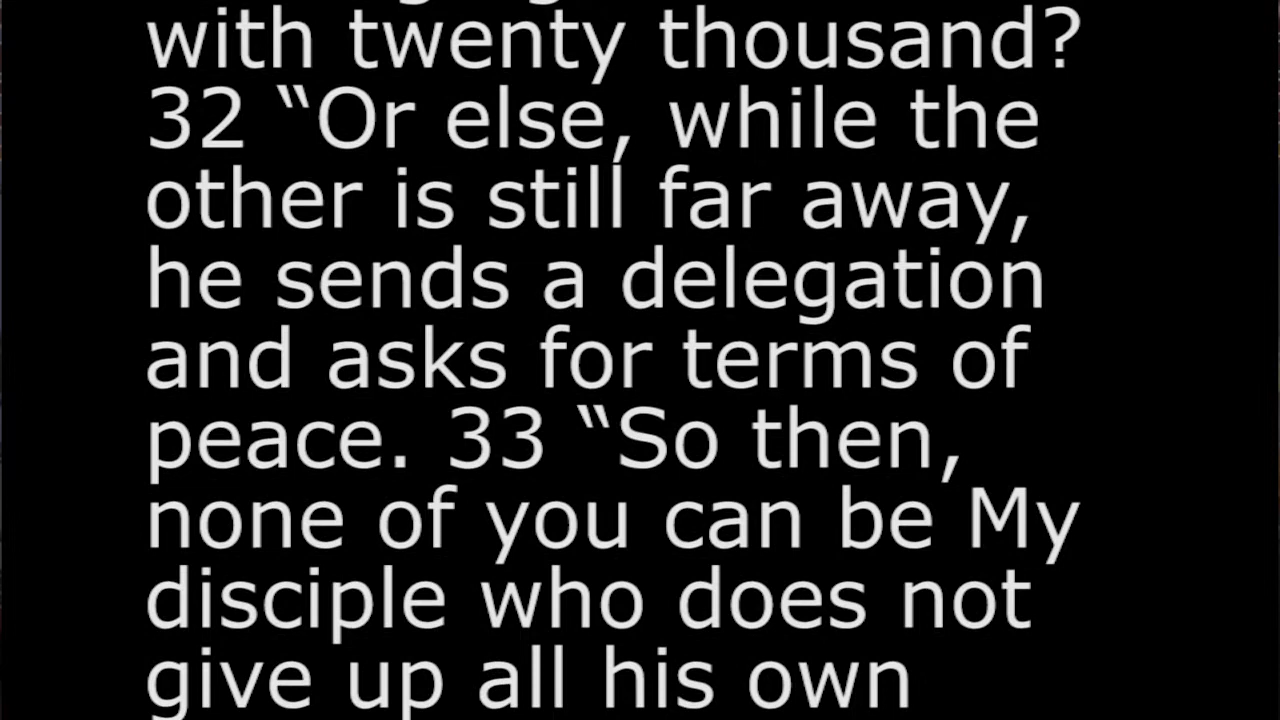 with twenty thousand?
32 “Or else, while the
other is still far away,
he sends a delegation
and asks for terms of
peace. 33 “So then,
none of you can be My
disciple who does not
give up all his own